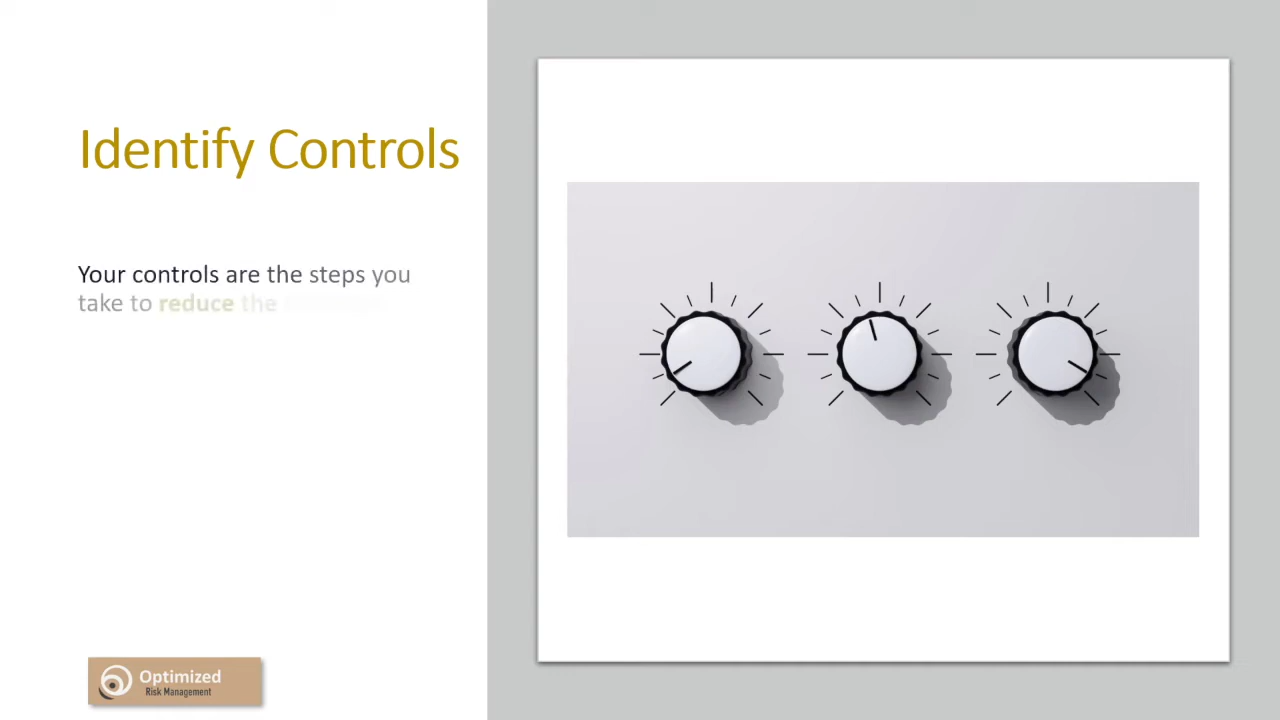 Identify Controls
Your controls are the steps you
take to reduce the
Optimized
Risk Management